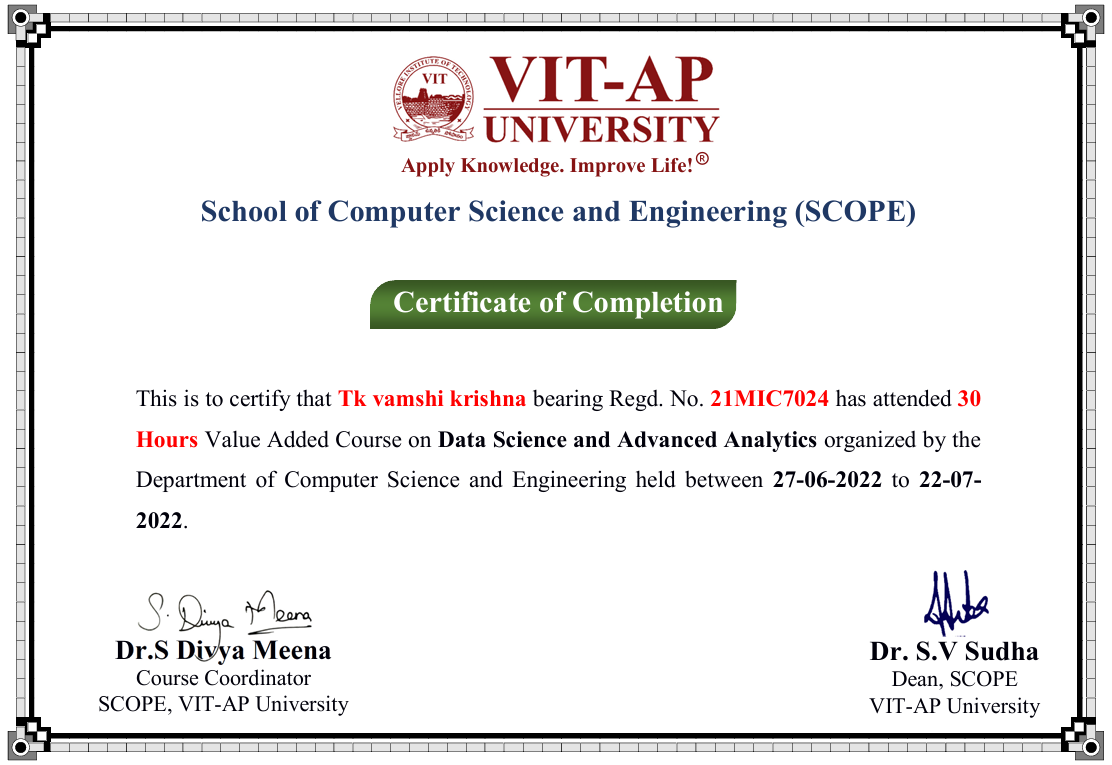 VELLORE INSTITUTE OF TECHNOLOGY
VIT
VIT-AP
UNIVERSITY
Apply Knowledge. Improve Life!®
School of Computer Science and Engineering (SCOPE)
Certificate of Completion
This is to certify that Tk vamshi krishna bearing Regd. No. 21MIC7024 has attended 30
Hours Value Added Course on Data Science and Advanced Analytics organized by the
Department of Computer Science and Engineering held between 27-06-2022 to 22-07-
2022.
S. Divya Meena
Dr.S Divya Meena
Course Coordinator
SCOPE, VIT-AP University
Dr. S.V Sudha
Dean, SCOPE
VIT-AP University